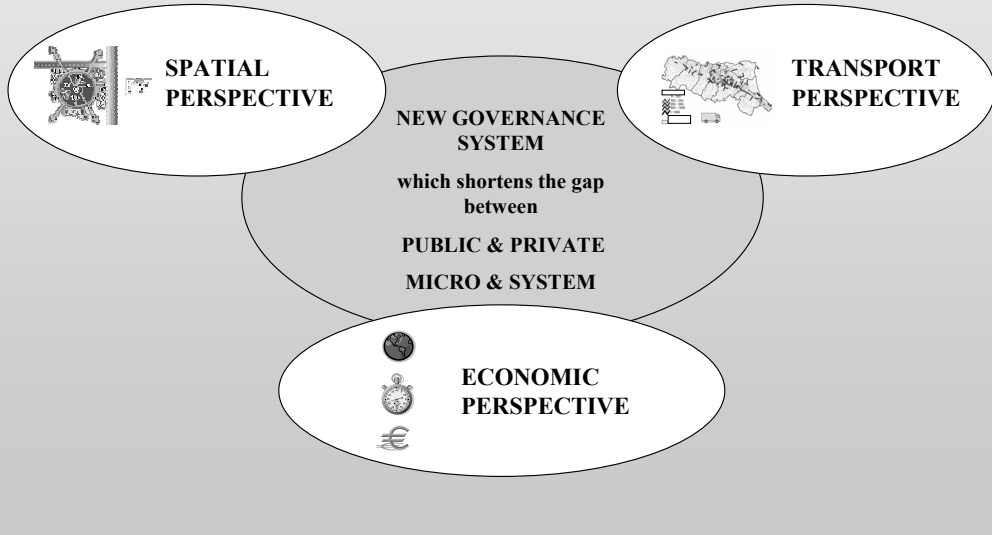 SPATIAL
PERSPECTIVE
TRANSPORT
PERSPECTIVE
NEW GOVERNANCE
SYSTEM
which shortens the gap
between
PUBLIC & PRIVATE
MICRO & SYSTEM
ECONOMIC
PERSPECTIVE
€